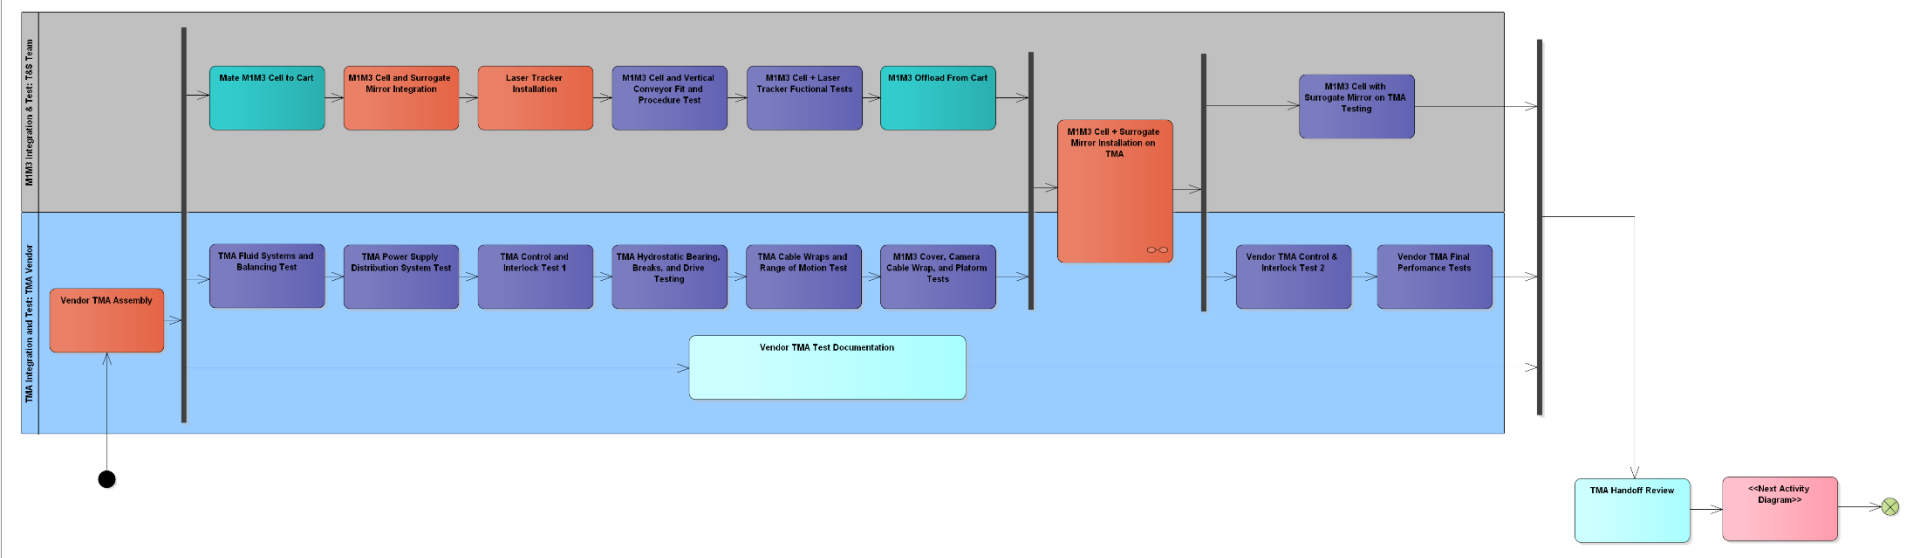 M1M3 Integration & Test: T&S Team
Mate M1M3 Cell to Cart
M1M3 Cell and Surrogate
Mirror Integration
Laser Tracker
Installation
M1M3 Cell and Vertical
Conveyor Fit and
Procedure Test
M1M3 Cell + Laser
Tracker Fuctional Tests
M1M3 Offload From Cart
M1M3 Cell + Surrogate
Mirror Installation on
TMA
M1M3 Cell with
Surrogate Mirror on TMA
Testing
TMA Integration and Test: TMA Vendor
Vendor TMA Assembly
TMA Fluid Systems and
Balancing Test
TMA Power Supply
Distribution System Test
TMA Control and
Interlock Test 1
TMA Hydrostatic Bearing,
Breaks, and Drive
Testing
TMA Cable Wraps and
Range of Motion Test
M1M3 Cover, Camera
Cable Wrap, and Platorm
Tests
Vendor TMA Control &
Interlock Test 2
Vendor TMA Final
Perfomance Tests
Vendor TMA Test Documentation
TMA Handoff Review
<<Next Activity
Diagram>>